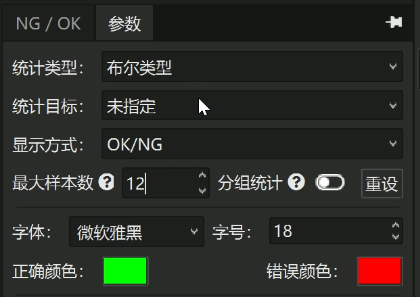 NG / OK 参数
统计类型： 布尔类型
统计目标： 未指定
显示方式： OK/NG
最大样本数 ? 12 分组统计 ? 重设
字体： 微软雅黑 字号： 18
正确颜色： 错误颜色：